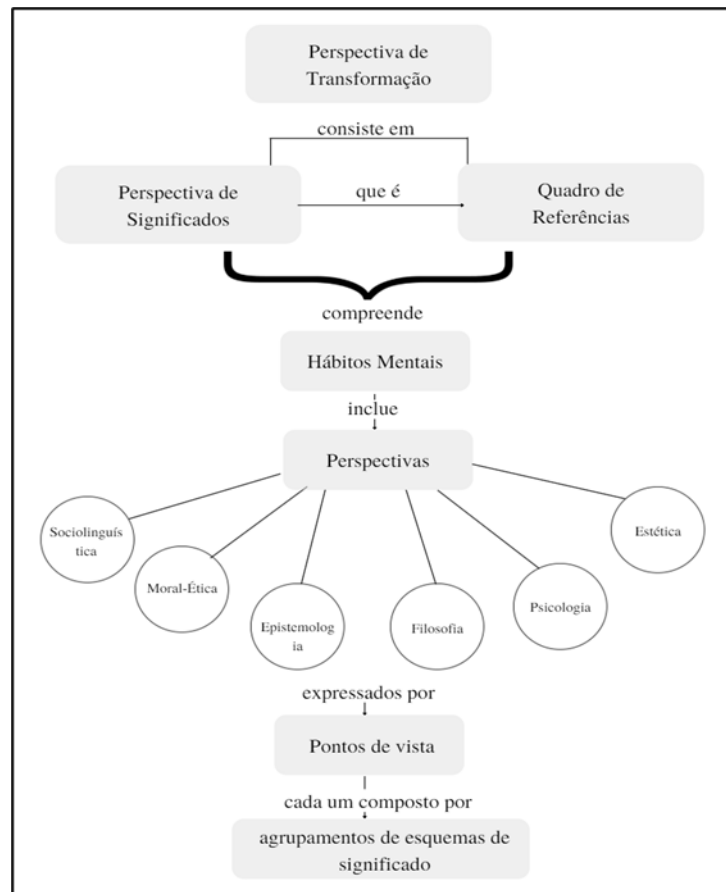 Perspectiva de
Transformação
consiste em
Perspectiva de
Significados
que é
Quadro de
Referências
compreende
Hábitos Mentais
inclue
Perspectivas
Sociolinguís
tica
Moral-Ética
Epistemolog
ia
Filosofia
Psicologia
Estética
expressados por
Pontos de vista
cada um composto por
agrupamentos de esquemas de
significado